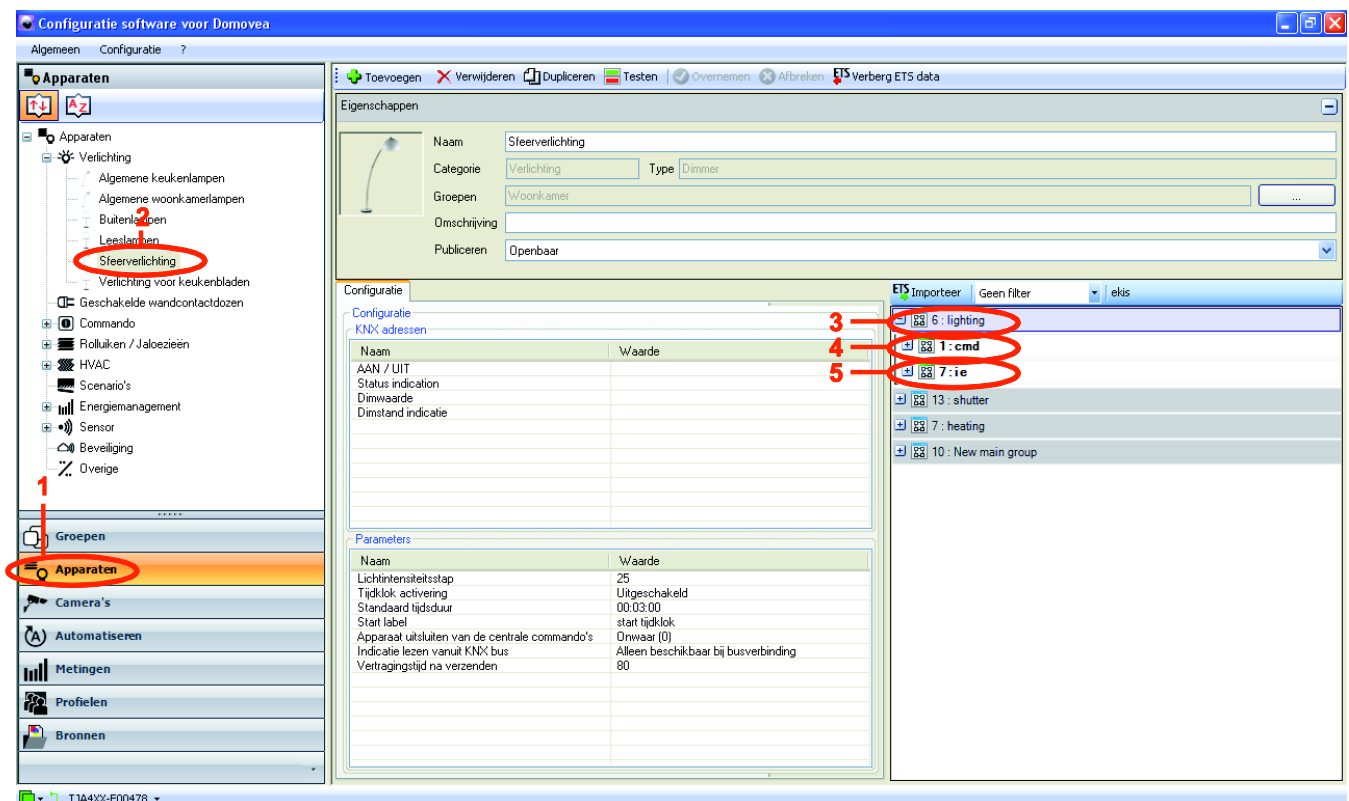 Configuratie software voor Domovea
Algemeen Configuratie ?
Apparaten
Toevoegen Verwijderen Dupliceren Testen Overnemen Afbreken ETS Verberg ETS data
AZ
Apparaten
Verlichting
Algemene keukenlampen
Algemene woonkamerlampen
Buitenlampen
2
Leeslampen
Sfeerverlichting
Verlichting voor keukenbladen
Geschakelde wandcontactdozen
Commando
Rolluiken / Jaloezieën
HVAC
Scenario's
Energiemanagement
Sensor
Beveiliging
Overige
1
Groepen
Apparaten
Camera's
Automatiseren
Metingen
Profielen
Bronnen
TJA4XX-E00478
Eigenschappen
Naam Sfeerverlichting
Categorie Verlichting Type Dimmer
Groepen Woonkamer ...
Omschrijving
Publiceren Openbaar
Configuratie
Configuratie
KNX adressen
Naam Waarde
AAN / UIT
Status indication
Dimwaarde
Dimstand indicatie
Parameters
Naam Waarde
Lichtintensiteitsstap 25
Tijdklok activering Uitgeschakeld
Standaard tijdsduur 00:03:00
Start label start tijdklok
Apparaat uitsluiten van de centrale commando's Onwaar (0)
Indicatie lezen vanuit KNX bus Alleen beschikbaar bij busverbinding
Vertragingstijd na verzenden 80
ETS Importeer Geen filter ekis
3 6 : lighting
4 1 : cmd
5 7 : ie
13 : shutter
7 : heating
10 : New main group